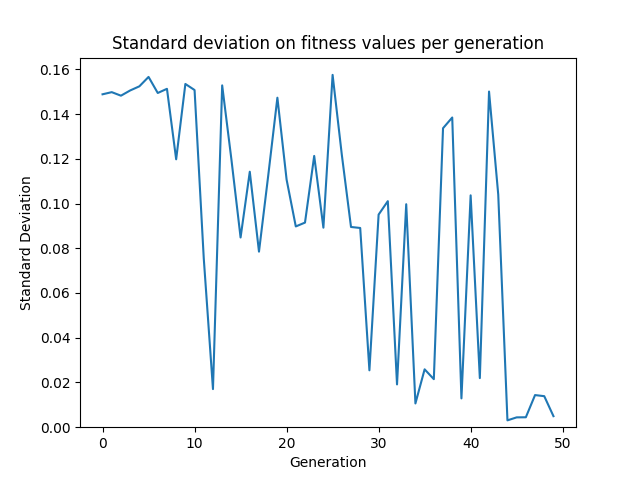 Standard deviation on fitness values per generation
0.16
0.14
0.12
0.10
0.08
0.06
0.04
0.02
0.00
Standard Deviation
0 10 20 30 40 50
Generation